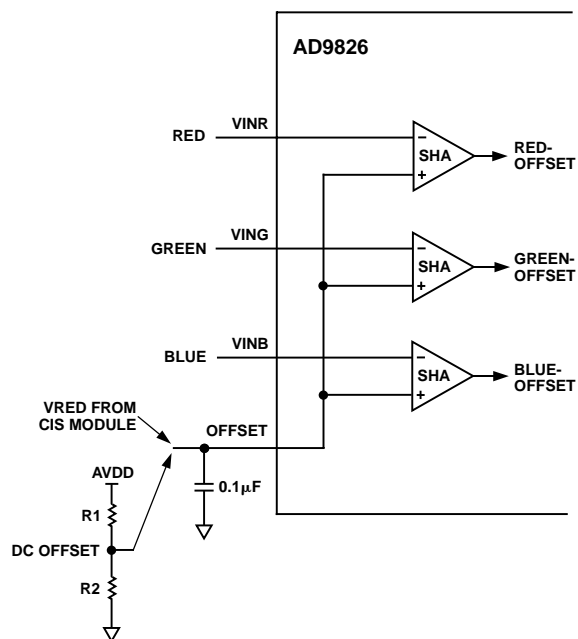 AD9826
VINR
RED
SHA
RED-
OFFSET
VING
GREEN
SHA
GREEN-
OFFSET
VINB
BLUE
SHA
BLUE-
OFFSET
VRED FROM
CIS MODULE
OFFSET
AVDD
0.1μF
R1
DC OFFSET
R2